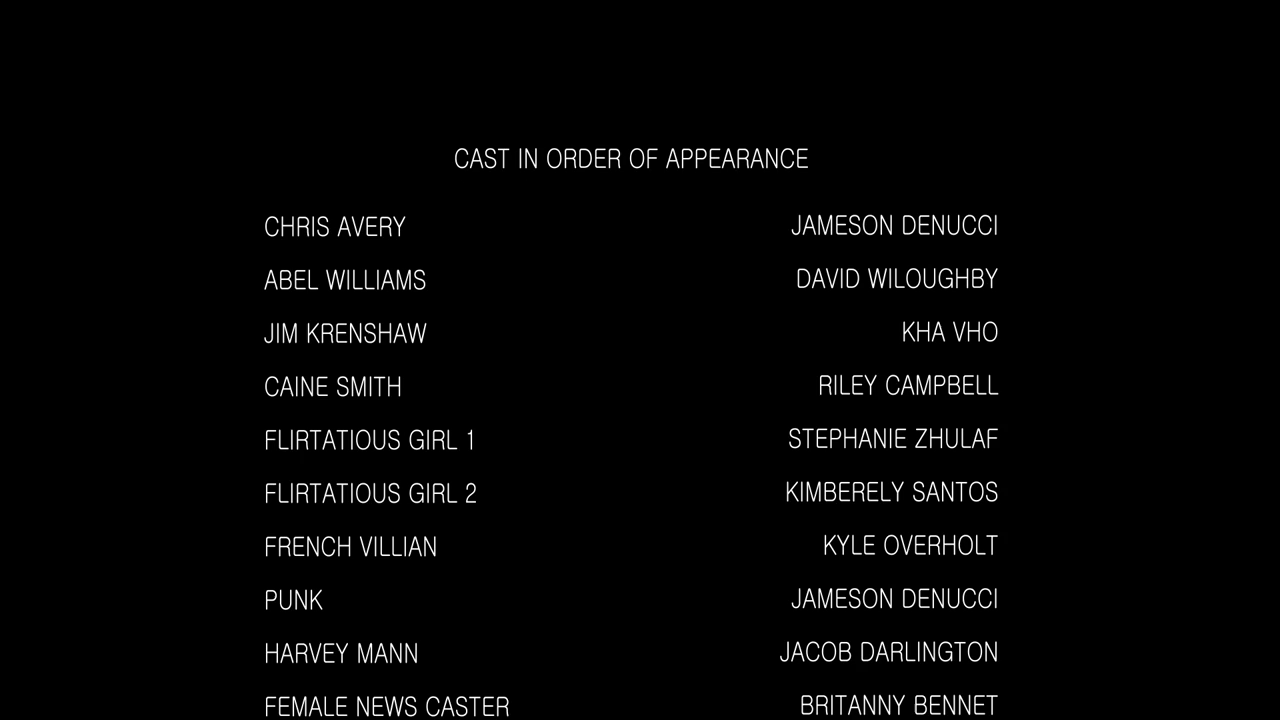 CAST IN ORDER OF APPEARANCE
CHRIS AVERY JAMESON DENUCCI
ABEL WILLIAMS DAVID WILOUGHBY
JIM KRENSHAW KHA VHO
CAINE SMITH RILEY CAMPBELL
FLIRTATIOUS GIRL 1 STEPHANIE ZHULAF
FLIRTATIOUS GIRL 2 KIMBERELY SANTOS
FRENCH VILLIAN KYLE OVERHOLT
PUNK JAMESON DENUCCI
HARVEY MANN JACOB DARLINGTON
FEMALE NEWS CASTER BRITANNY BENNET